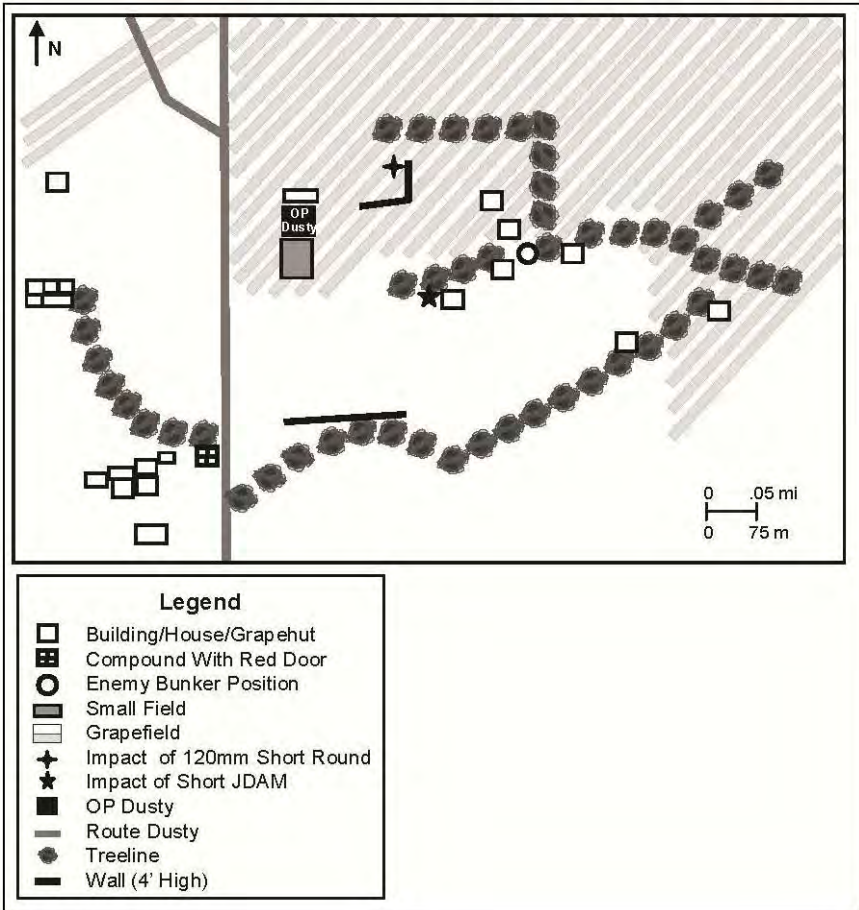 N
OP
Dusty
0 .05 mi
0 75 m
Legend
Building/House/Grapehut
Compound With Red Door
Enemy Bunker Position
Small Field
Grapefield
Impact of 120mm Short Round
Impact of Short JDAM
OP Dusty
Route Dusty
Treeline
Wall (4' High)